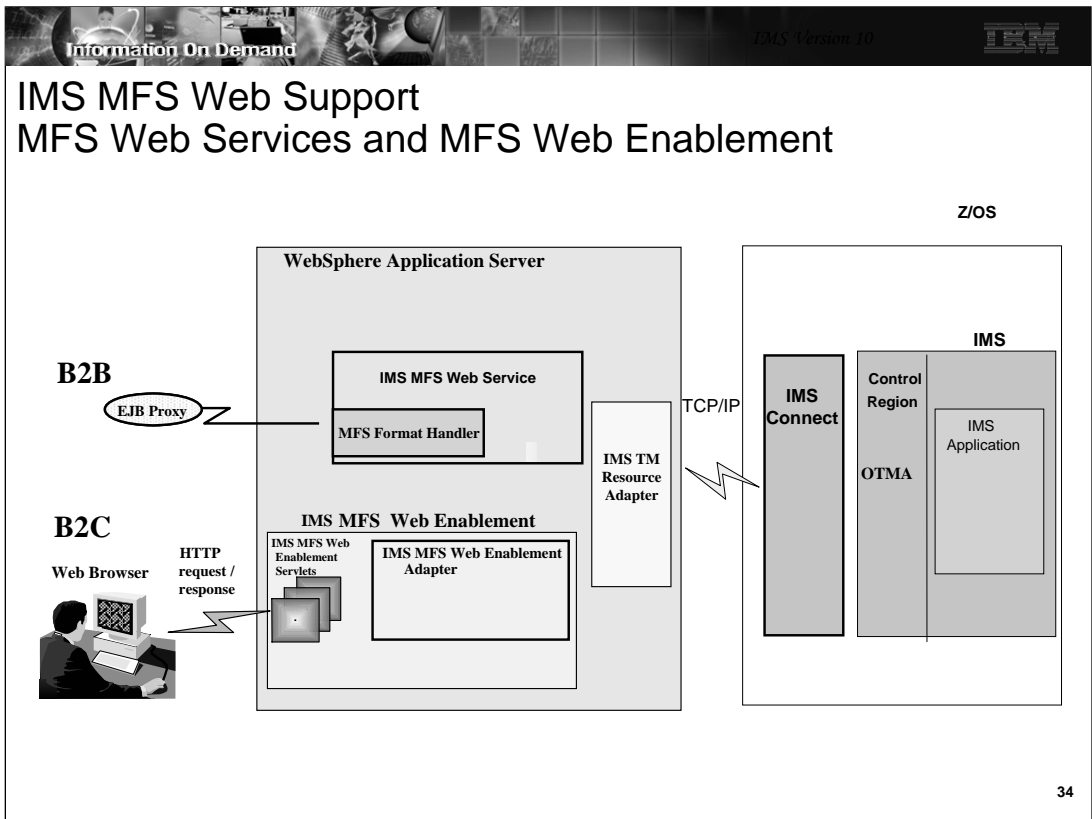 Information On Demand
IMS Version 10
IBM
IMS MFS Web Support
MFS Web Services and MFS Web Enablement
Z/OS
WebSphere Application Server
IMS
B2B
EJB Proxy
IMS MFS Web Service
MFS Format Handler
IMS TM
Resource
Adapter
TCP/IP
IMS
Connect
Control
Region
OTMA
IMS
Application
B2C
Web Browser
HTTP
request /
response
IMS MFS Web Enablement
IMS MFS Web
Enablement
Servlets
IMS MFS Web Enablement
Adapter
34